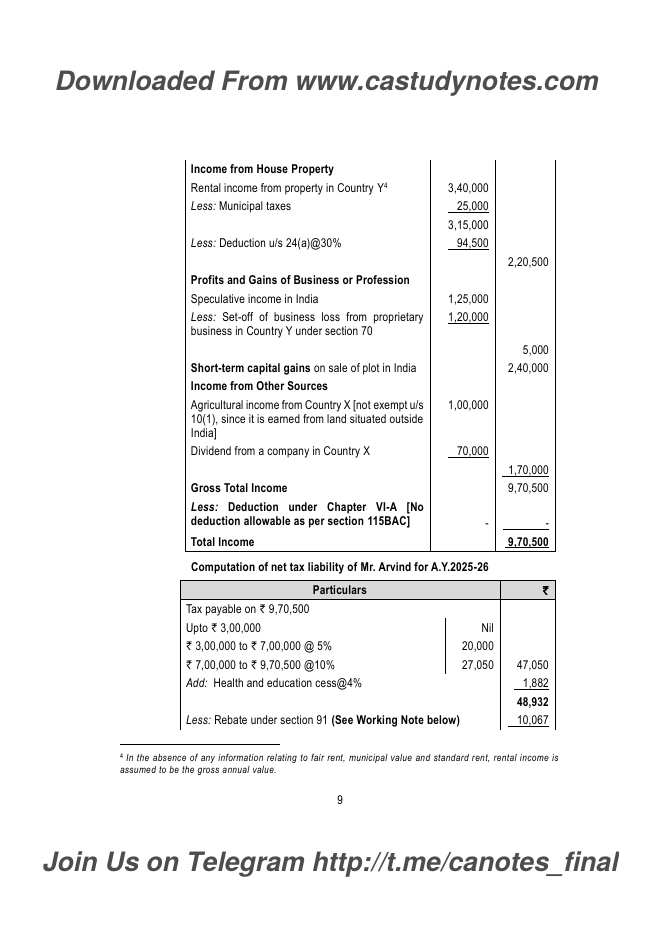 Downloaded From www.castudynotes.com
Income from House Property
Rental income from property in Country Y4 3,40,000
Less: Municipal taxes 25,000
3,15,000
Less: Deduction u/s 24(a)@30% 94,500
2,20,500
Profits and Gains of Business or Profession
Speculative income in India 1,25,000
Less: Set-off of business loss from proprietary 1,20,000
business in Country Y under section 70
5,000
Short-term capital gains on sale of plot in India 2,40,000
Income from Other Sources
Agricultural income from Country X [not exempt u/s 1,00,000
10(1), since it is earned from land situated outside
India]
Dividend from a company in Country X 70,000
1,70,000
Gross Total Income 9,70,500
Less: Deduction under Chapter VI-A [No
deduction allowable as per section 115BAC] - -
Total Income 9,70,500
Computation of net tax liability of Mr. Arvind for A.Y.2025-26
Particulars ₹
Tax payable on ₹ 9,70,500
Upto ₹ 3,00,000 Nil
₹ 3,00,000 to ₹ 7,00,000 @ 5% 20,000
₹ 7,00,000 to ₹ 9,70,500 @10% 27,050 47,050
Add: Health and education cess@4% 1,882
48,932
Less: Rebate under section 91 (See Working Note below) 10,067
4 In the absence of any information relating to fair rent, municipal value and standard rent, rental income is
assumed to be the gross annual value.
9
Join Us on Telegram http://t.me/canotes_final